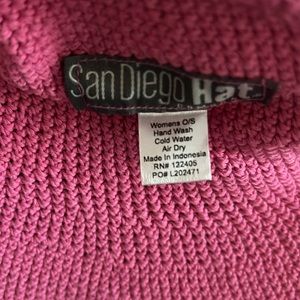 San Diego Hat
Womens O/S
Hand Wash
Cold Water
Air Dry
Made In Indonesia
RN# 122405
PO# L202471